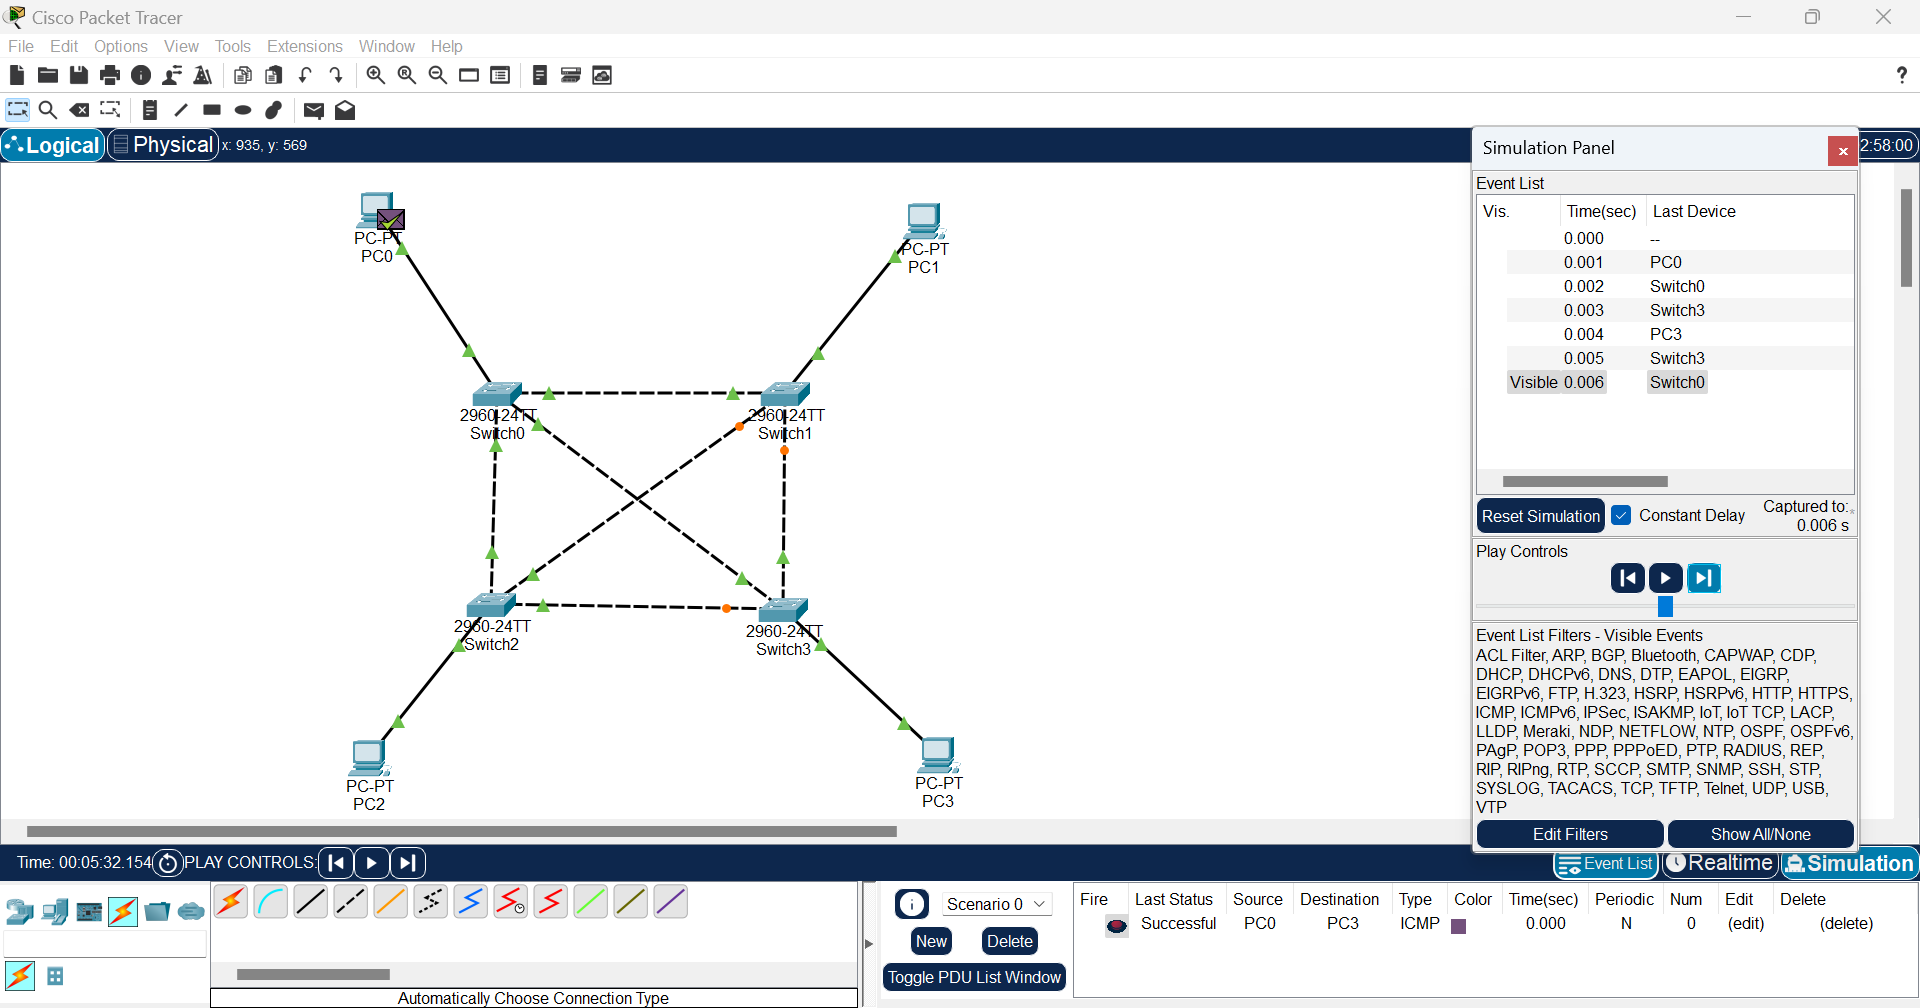 Cisco Packet Tracer
File Edit Options View Tools Extensions Window Help
Logical Physical x: 935, y: 569
2:58:00
PC-PT
PC0
PC-PT
PC1
2960-24TT
Switch0
2960-24TT
Switch1
2960-24TT
Switch2
2960-24TT
Switch3
PC-PT
PC2
PC-PT
PC3
Simulation Panel
Event List
Vis. Time(sec) Last Device
0.000 --
0.001 PC0
0.002 Switch0
0.003 Switch3
0.004 PC3
0.005 Switch3
Visible 0.006 Switch0
Reset Simulation Constant Delay Captured to:*
0.006 s
Play Controls
Event List Filters - Visible Events
ACL Filter, ARP, BGP, Bluetooth, CAPWAP, CDP,
DHCP, DHCPv6, DNS, DTP, EAPOL, EIGRP,
EIGRPv6, FTP, H.323, HSRP, HSRPv6, HTTP, HTTPS,
ICMP, ICMPv6, IPSec, ISAKMP, IoT, IoT TCP, LACP,
LLDP, Meraki, NDP, NETFLOW, NTP, OSPF, OSPFv6,
PAgP, POP3, PPP, PPPoED, PTP, RADIUS, REP,
RIP, RIPng, RTP, SCCP, SMTP, SNMP, SSH, STP,
SYSLOG, TACACS, TCP, TFTP, Telnet, UDP, USB,
VTP
Edit Filters Show All/None
Time: 00:05:32.154 PLAY CONTROLS:
Event List Realtime Simulation
Automatically Choose Connection Type
Scenario 0
New Delete
Toggle PDU List Window
Fire Last Status Source Destination Type Color Time(sec) Periodic Num Edit Delete
Successful PC0 PC3 ICMP 0.000 N 0 (edit) (delete)